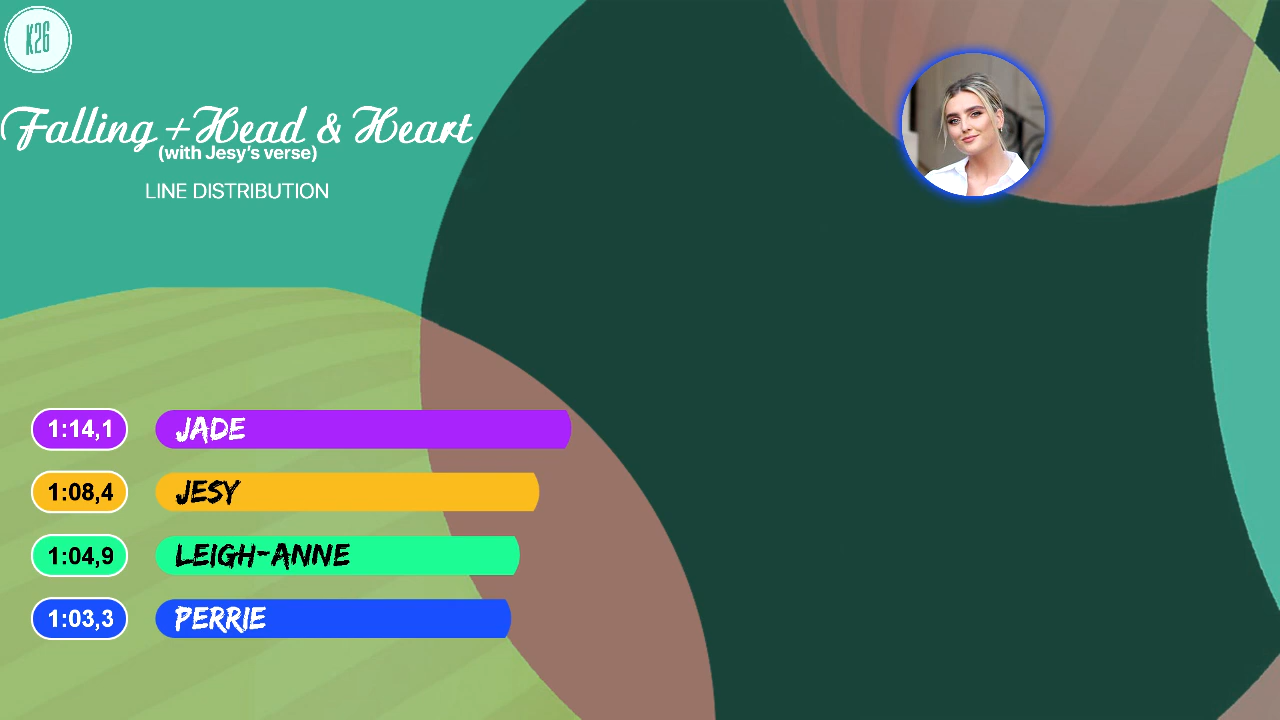 K26
Falling + Head & Heart
(with Jesy's verse)
LINE DISTRIBUTION
1:14,1 JADE
1:08,4 JESY
1:04,9 LEIGH-ANNE
1:03,3 PERRIE